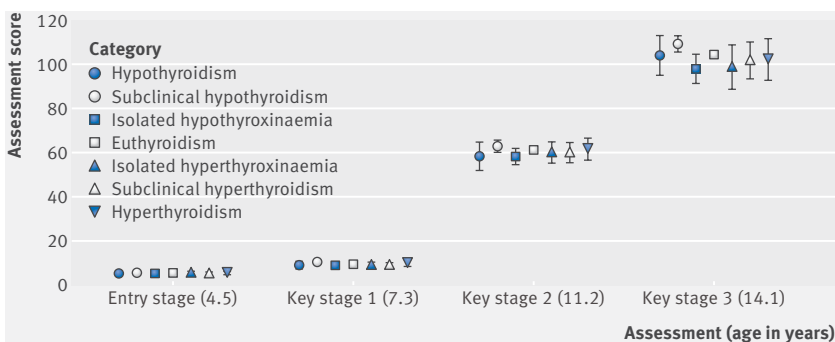 Assessment score
120
100
80
60
40
20
0
Category
Hypothyroidism
Subclinical hypothyroidism
Isolated hypothyroxinaemia
Euthyroidism
Isolated hyperthyroxinaemia
Subclinical hyperthyroidism
Hyperthyroidism
Entry stage (4.5)
Key stage 1 (7.3)
Key stage 2 (11.2)
Key stage 3 (14.1)
Assessment (age in years)